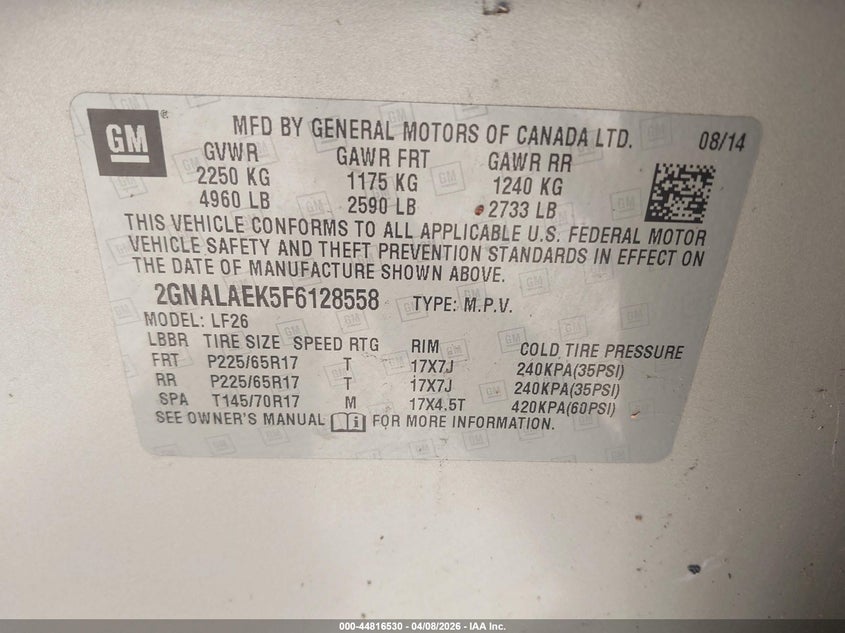 GM ®
MFD BY GENERAL MOTORS OF CANADA LTD. 08/14
GVWR GAWR FRT GAWR RR
2250 KG 1175 KG 1240 KG
4960 LB 2590 LB 2733 LB
THIS VEHICLE CONFORMS TO ALL APPLICABLE U.S. FEDERAL MOTOR
VEHICLE SAFETY AND THEFT PREVENTION STANDARDS IN EFFECT ON
THE DATE OF MANUFACTURE SHOWN ABOVE.
2GNALAEK5F6128558 TYPE: M.P.V.
MODEL: LF26
LBBR TIRE SIZE SPEED RTG RIM COLD TIRE PRESSURE
FRT P225/65R17 T 17X7J 240KPA(35PSI)
RR P225/65R17 T 17X7J 240KPA(35PSI)
SPA T145/70R17 M 17X4.5T 420KPA(60PSI)
SEE OWNER'S MANUAL i FOR MORE INFORMATION.
000-44816530 - 04/08/2026 - IAA Inc.